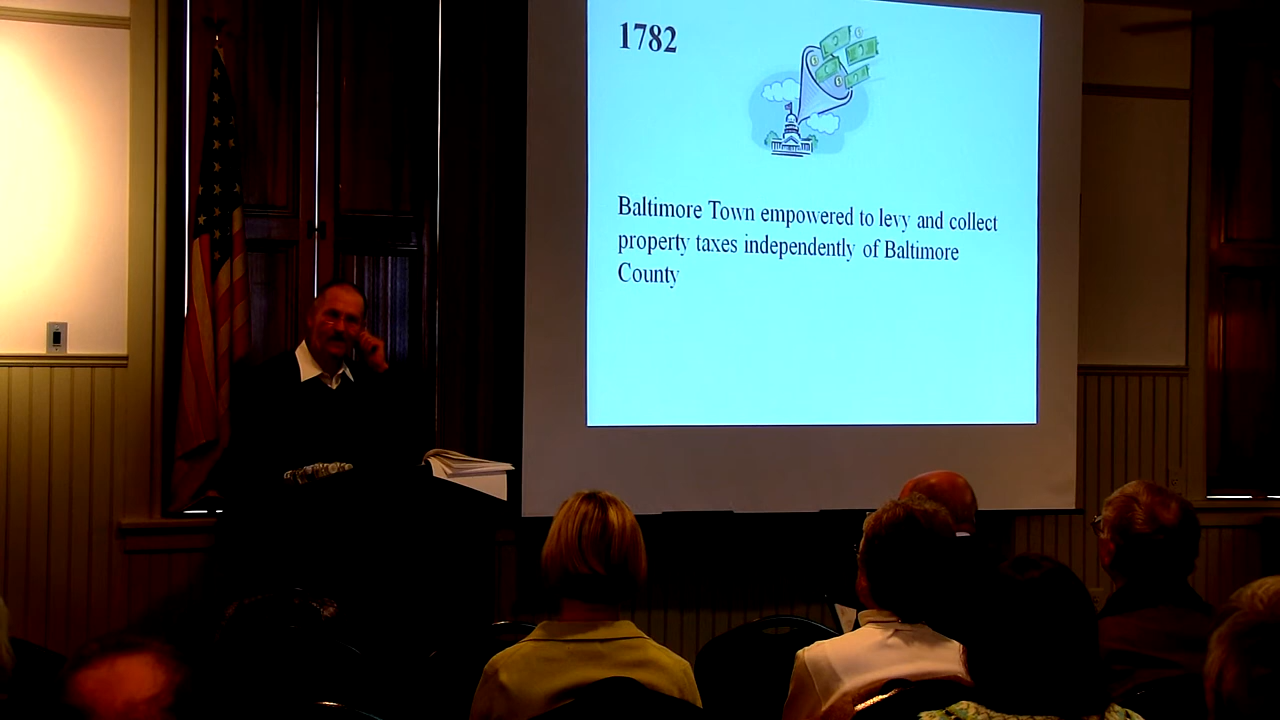 1782
Baltimore Town empowered to levy and collect
property taxes independently of Baltimore
County